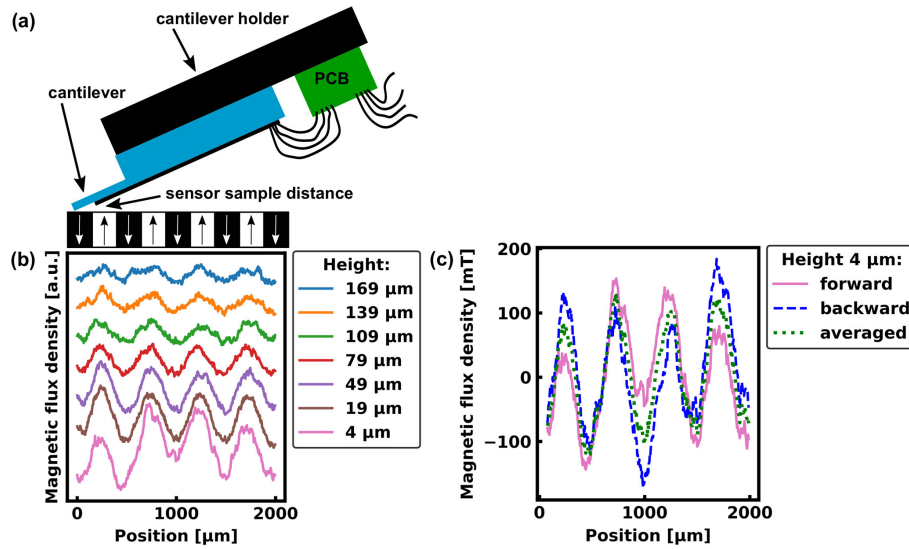 (a)
cantilever holder
cantilever
PCB
sensor sample distance
(b)
Magnetic flux density [a.u.]
0
1000
2000
Position [μm]
Height:
169 μm
139 μm
109 μm
79 μm
49 μm
19 μm
4 μm
(c)
Magnetic flux density [mT]
200
100
0
−100
0
1000
2000
Position [μm]
Height 4 μm:
forward
backward
averaged